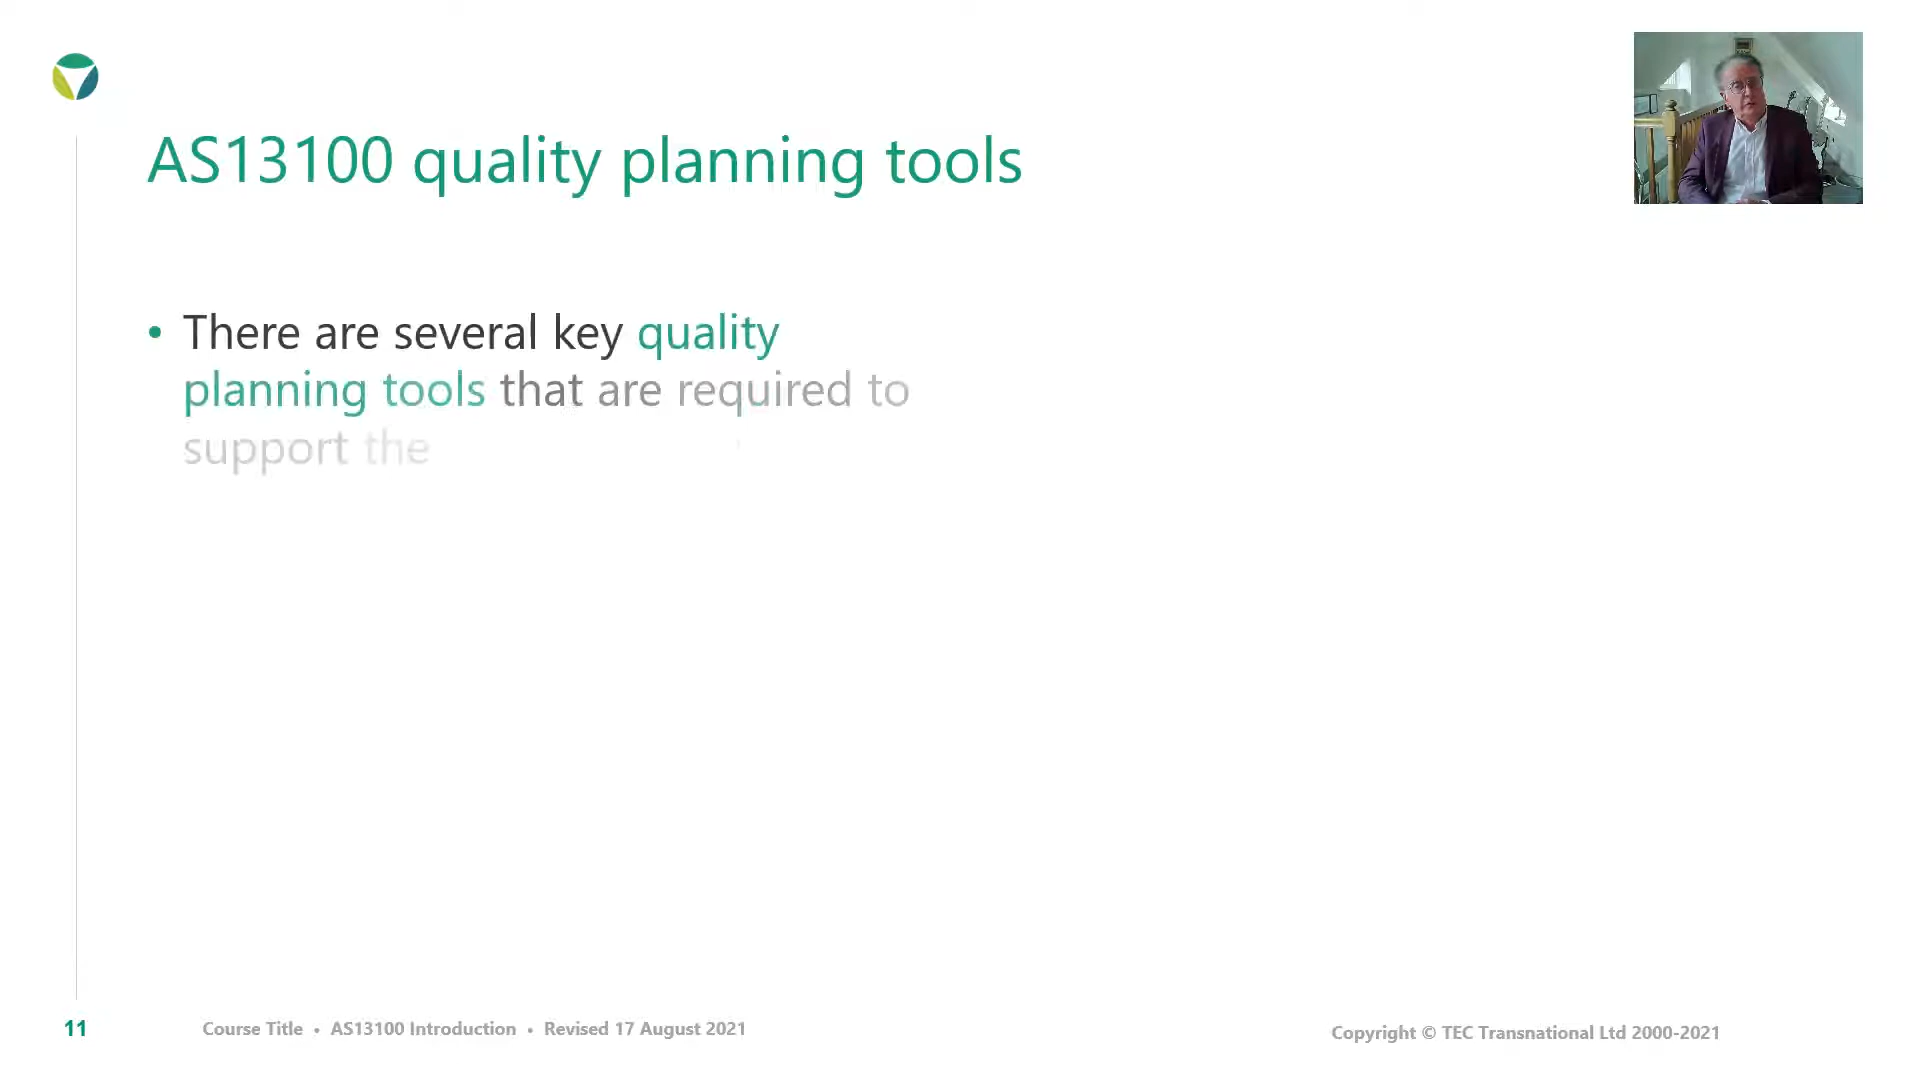 AS13100 quality planning tools
• There are several key quality
planning tools that are required to
support the
11
Course Title • AS13100 Introduction • Revised 17 August 2021
Copyright © TEC Transnational Ltd 2000-2021